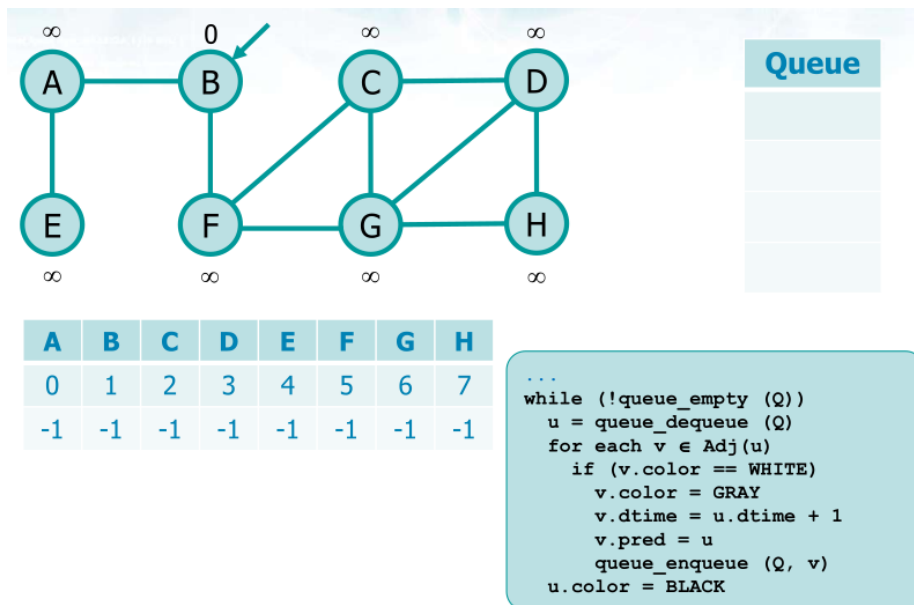 ∞ 0 ∞ ∞
A B C D
E F G H
∞ ∞ ∞ ∞
Queue
A B C D E F G H
0 1 2 3 4 5 6 7
-1 -1 -1 -1 -1 -1 -1 -1
...
while (!queue_empty (Q))
u = queue_dequeue (Q)
for each v ∈ Adj(u)
if (v.color == WHITE)
v.color = GRAY
v.dtime = u.dtime + 1
v.pred = u
queue_enqueue (Q, v)
u.color = BLACK